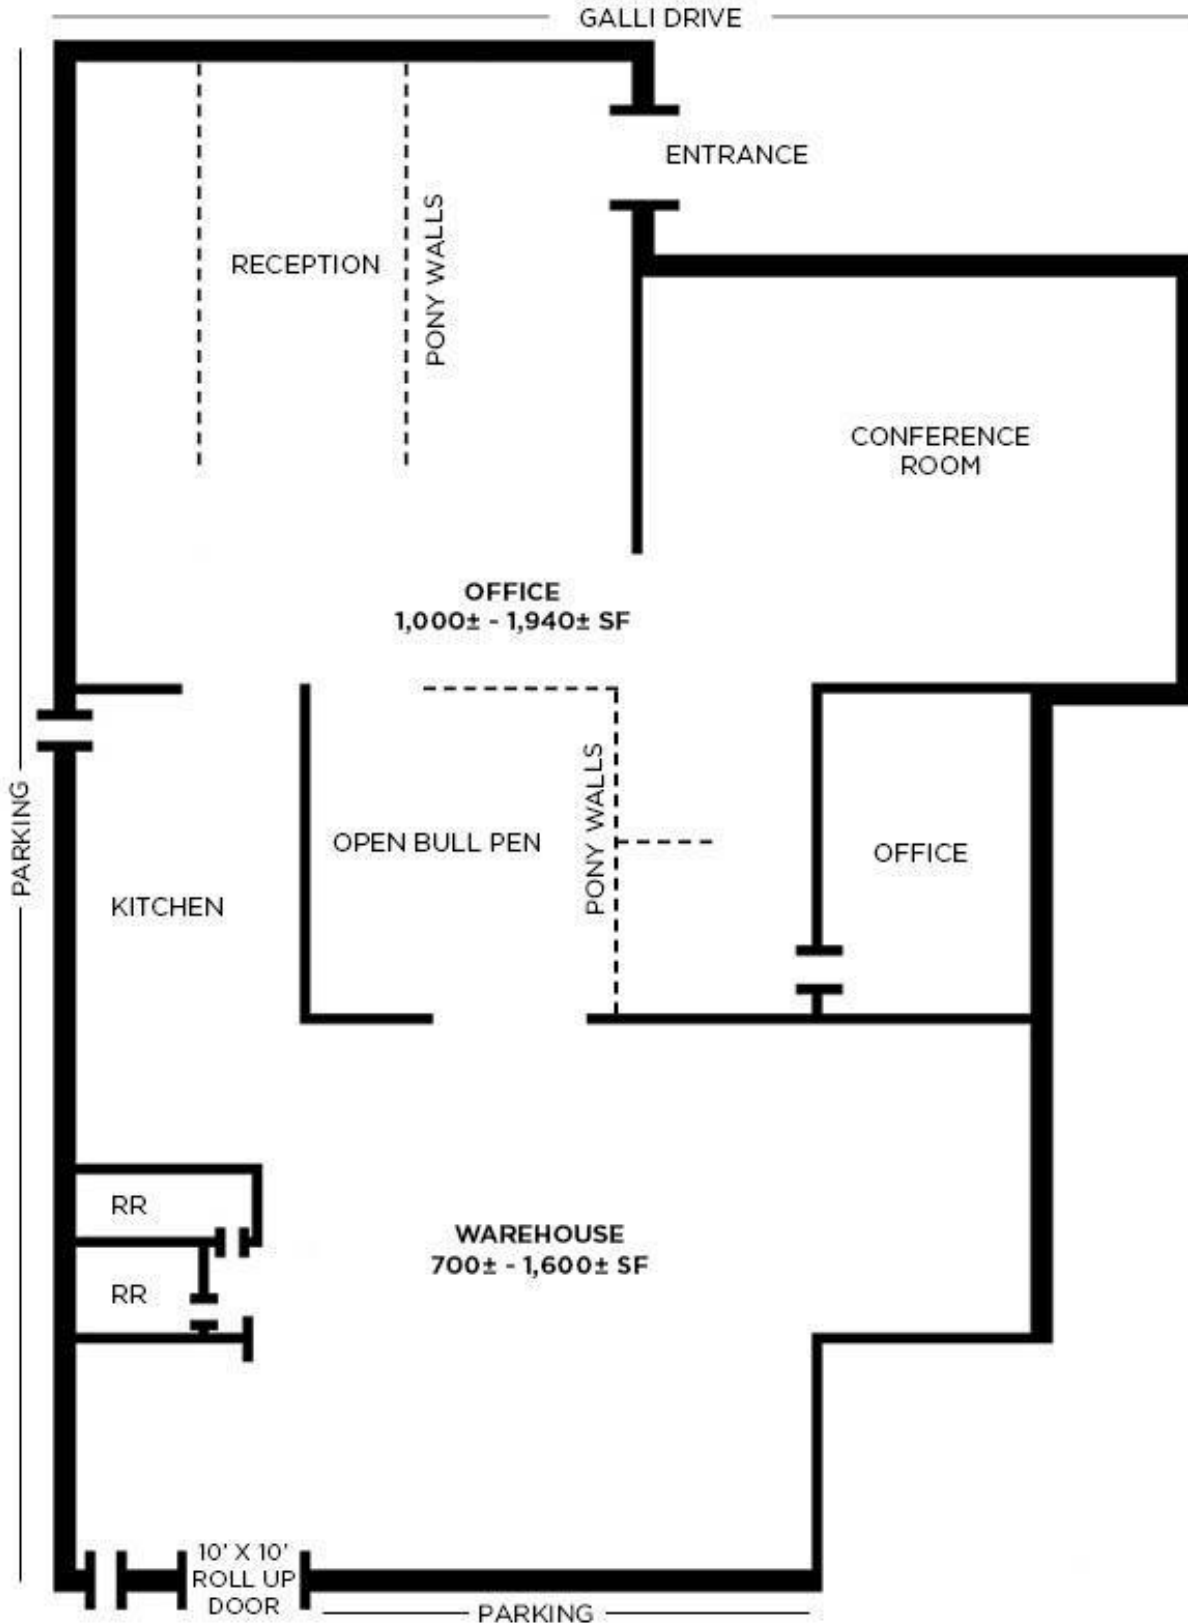 GALLI DRIVE
ENTRANCE
RECEPTION
PONY WALLS
CONFERENCE
ROOM
OFFICE
1,000± - 1,940± SF
PARKING
OPEN BULL PEN
PONY WALLS
OFFICE
KITCHEN
RR
WAREHOUSE
700± - 1,600± SF
RR
10' X 10'
ROLL UP
DOOR
PARKING